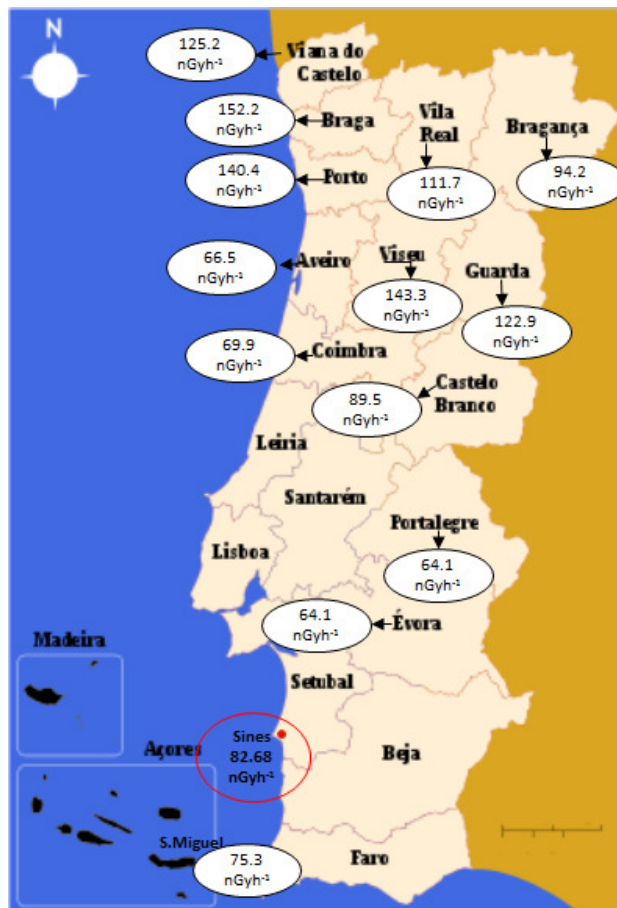 N
125.2
nGyh⁻¹
Viana do
Castelo
152.2
nGyh⁻¹
Braga
Vila
Real
Bragança
140.4
nGyh⁻¹
Porto
111.7
nGyh⁻¹
94.2
nGyh⁻¹
66.5
nGyh⁻¹
Aveiro
Viseu
Guarda
143.3
nGyh⁻¹
122.9
nGyh⁻¹
69.9
nGyh⁻¹
Coimbra
89.5
nGyh⁻¹
Castelo
Branco
Leiria
Santarém
Portalegre
Lisboa
64.1
nGyh⁻¹
64.1
nGyh⁻¹
Évora
Madeira
Setubal
Sines
82.68
nGyh⁻¹
Açores
Beja
S.Miguel
75.3
nGyh⁻¹
Faro